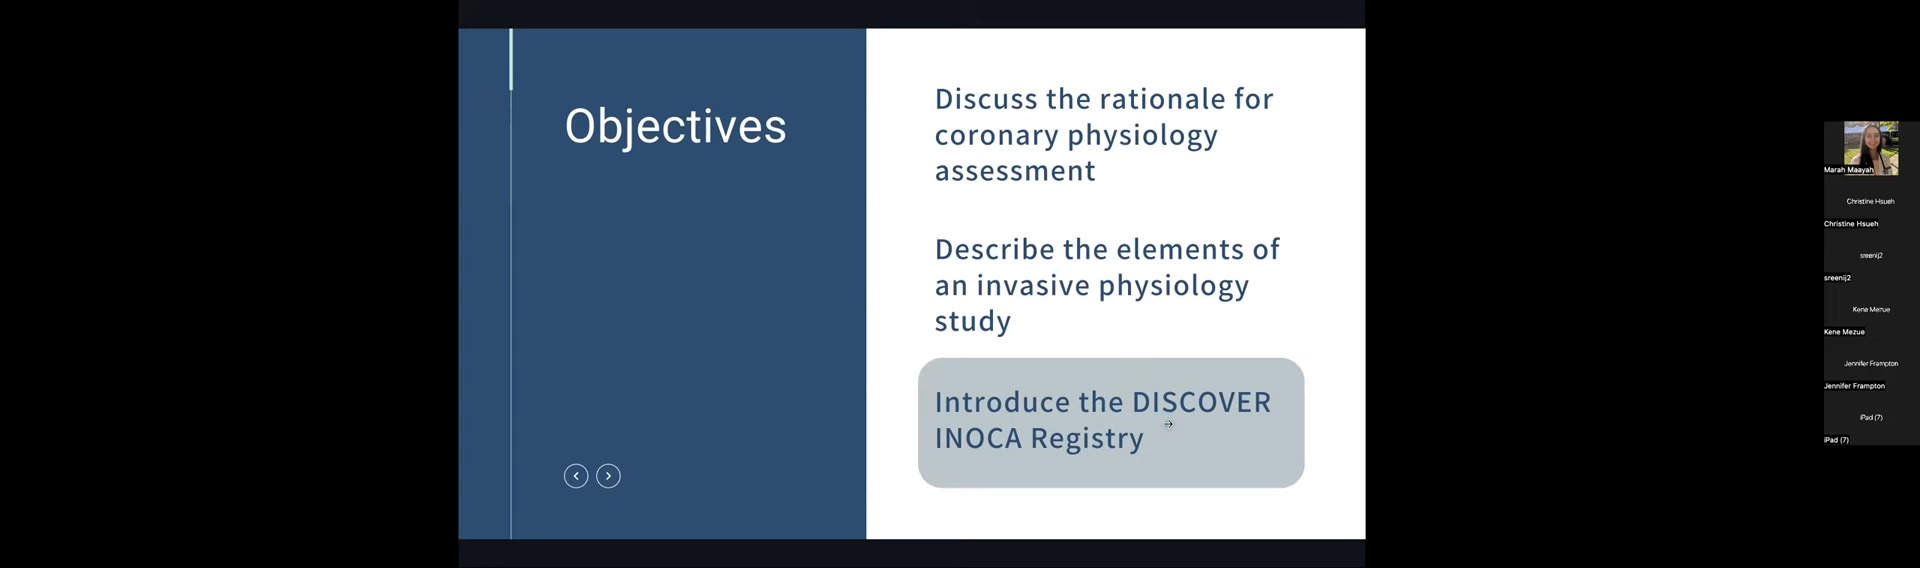 Objectives
Discuss the rationale for
coronary physiology
assessment
Describe the elements of
an invasive physiology
study
Introduce the DISCOVER
INOCA Registry
Marah Maayah
Christine Hsueh
Christine Hsueh
sreenij2
sreenij2
Kene Mezue
Kene Mezue
Jennifer Frampton
Jennifer Frampton
iPad (7)
iPad (7)